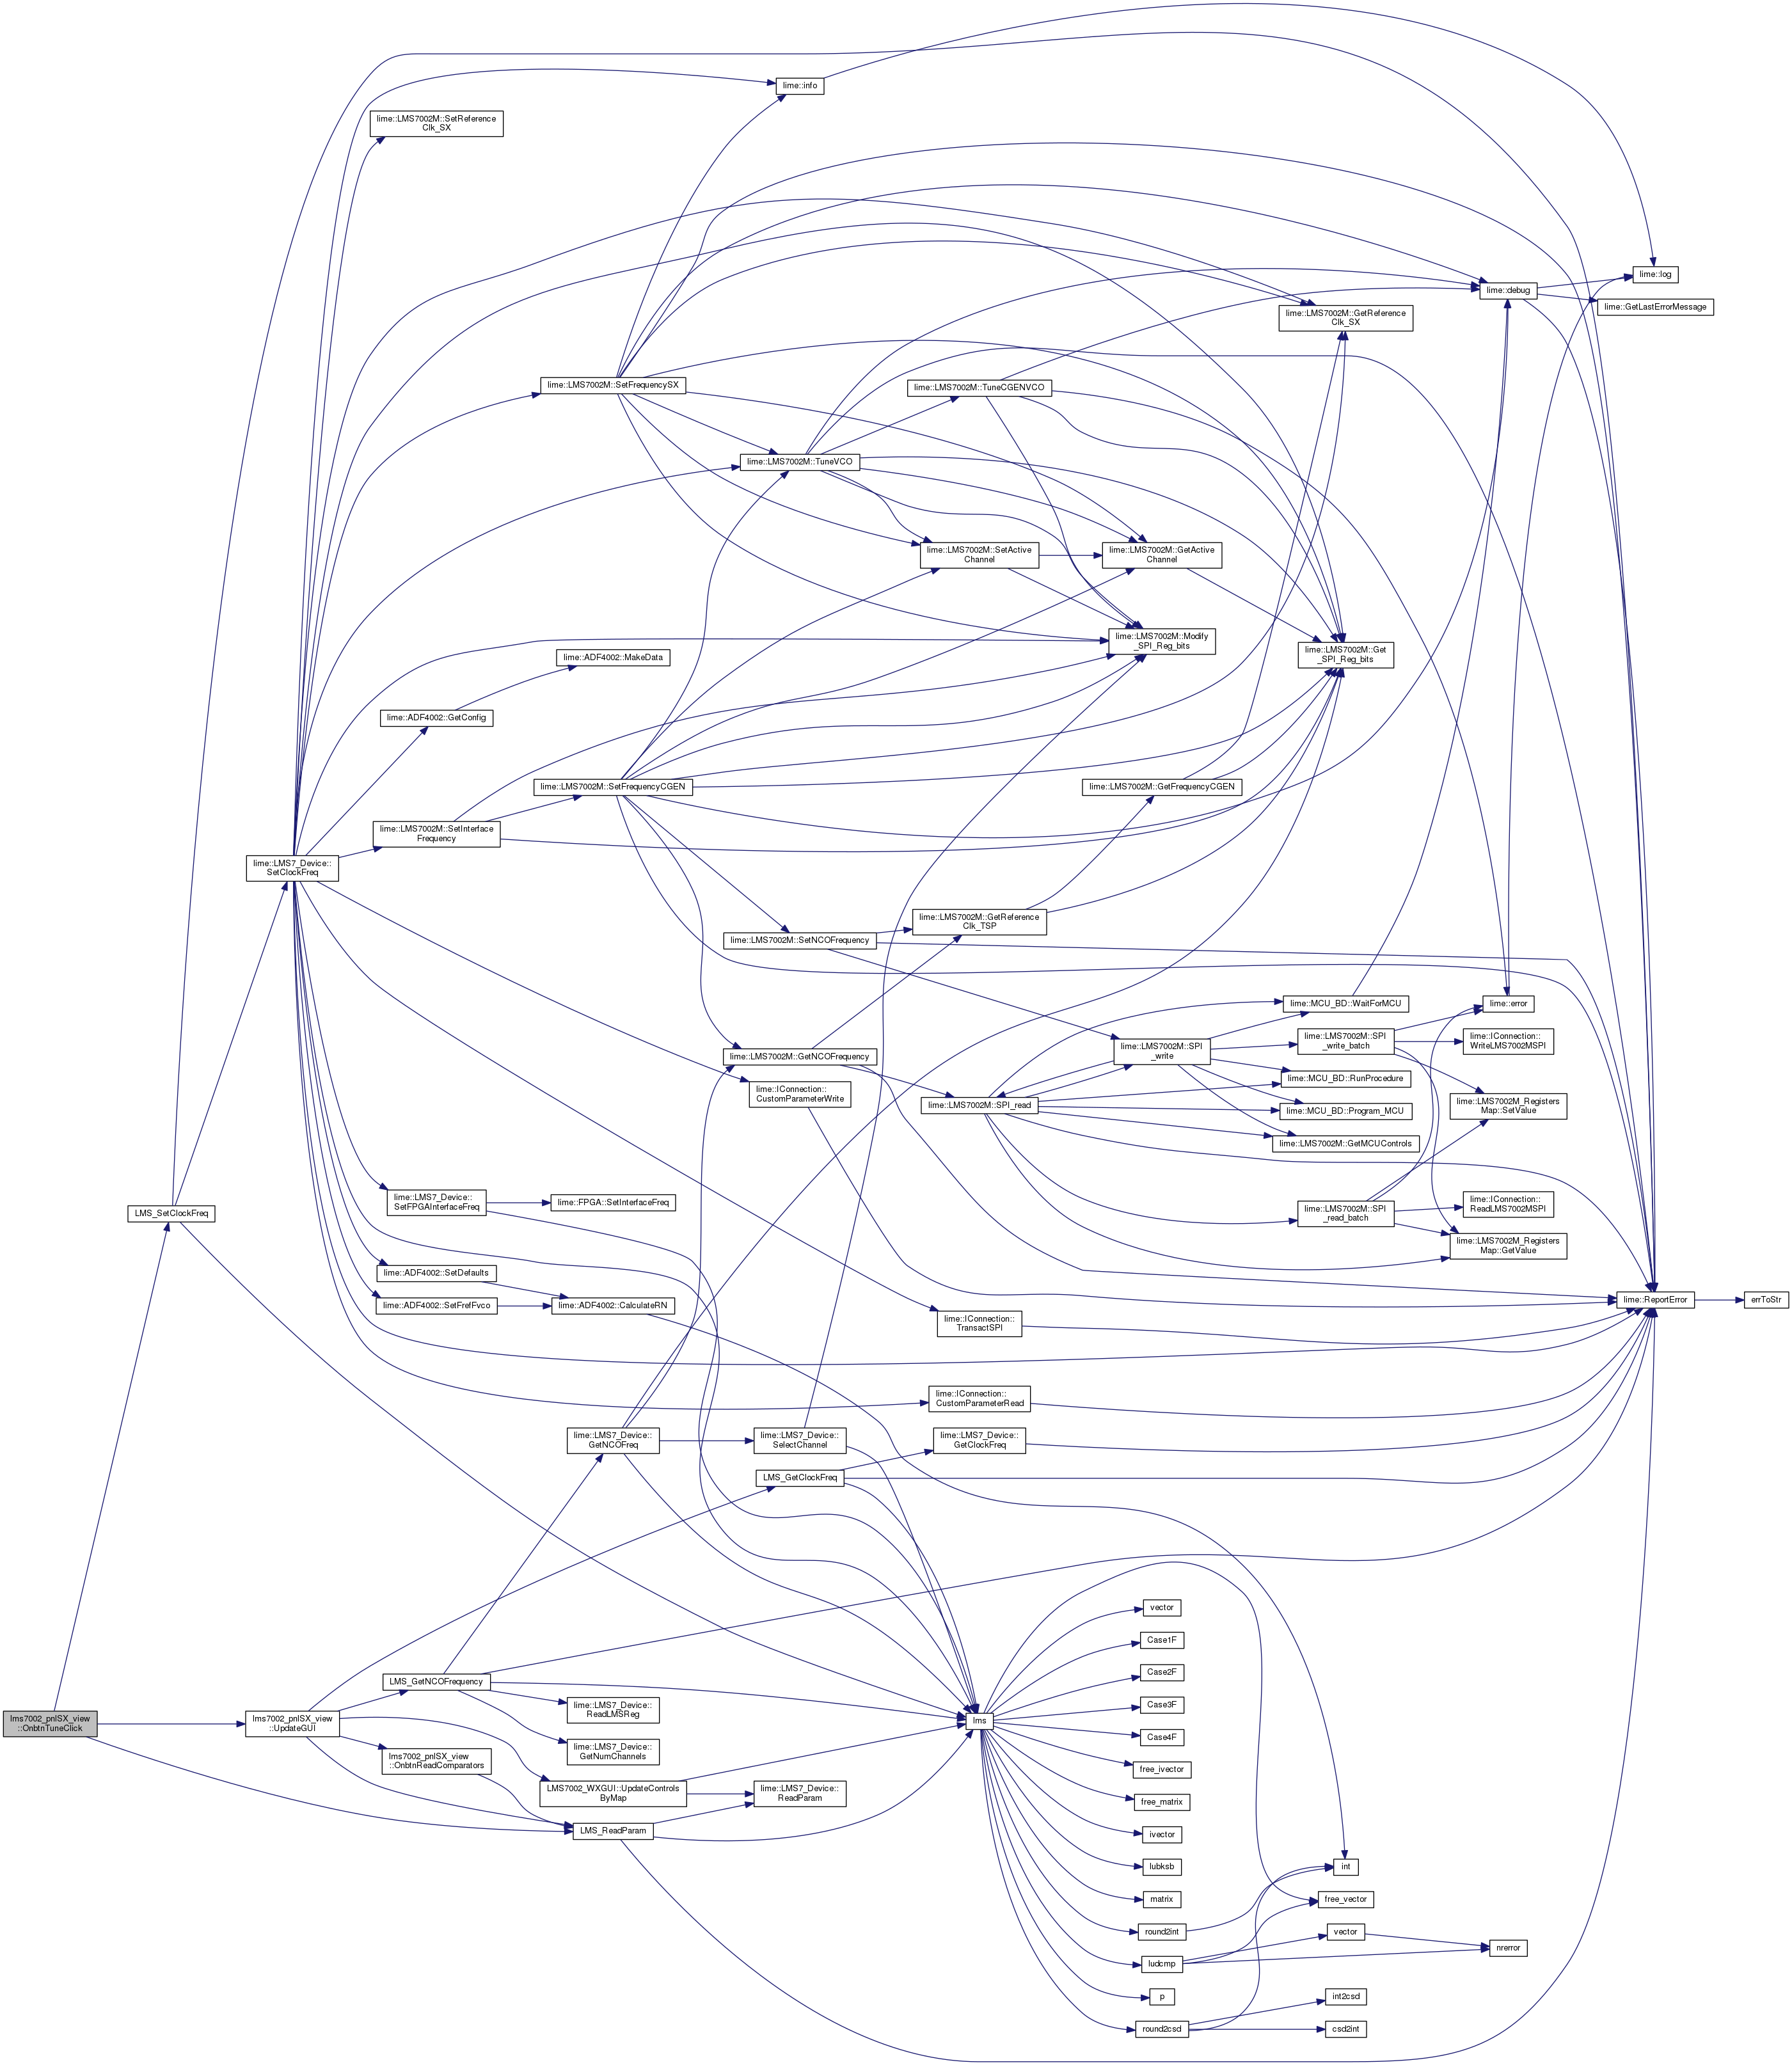 lime::info
lime::LMS7002M::SetReference
Clk_SX
lime::log
lime::debug
lime::GetLastErrorMessage
lime::LMS7002M::GetReference
Clk_SX
lime::LMS7002M::SetFrequencySX
lime::LMS7002M::TuneCGENVCO
lime::LMS7002M::TuneVCO
lime::LMS7002M::SetActive
Channel
lime::LMS7002M::GetActive
Channel
lime::LMS7002M::Modify
_SPI_Reg_bits
lime::LMS7002M::Get
_SPI_Reg_bits
lime::ADF4002::MakeData
lime::ADF4002::GetConfig
lime::LMS7002M::SetFrequencyCGEN
lime::LMS7002M::GetFrequencyCGEN
lime::LMS7002M::SetInterface
Frequency
lime::LMS7_Device::
SetClockFreq
lime::LMS7002M::GetReference
Clk_TSP
lime::LMS7002M::SetNCOFrequency
lime::MCU_BD::WaitForMCU
lime::error
lime::LMS7002M::SPI
_write
lime::LMS7002M::SPI
_write_batch
lime::IConnection::
WriteLMS7002MSPI
lime::LMS7002M::GetNCOFrequency
lime::MCU_BD::RunProcedure
lime::IConnection::
CustomParameterWrite
lime::LMS7002M::SPI_read
lime::MCU_BD::Program_MCU
lime::LMS7002M_Registers
Map::SetValue
lime::LMS7002M::GetMCUControls
lime::LMS7_Device::
SetFPGAInterfaceFreq
lime::FPGA::SetInterfaceFreq
lime::LMS7002M::SPI
_read_batch
lime::IConnection::
ReadLMS7002MSPI
LMS_SetClockFreq
lime::LMS7002M_Registers
Map::GetValue
lime::ADF4002::SetDefaults
lime::ADF4002::SetFrefFvco
lime::ADF4002::CalculateRN
lime::ReportError
errToStr
lime::IConnection::
TransactSPI
lime::IConnection::
CustomParameterRead
lime::LMS7_Device::
GetNCOFreq
lime::LMS7_Device::
SelectChannel
lime::LMS7_Device::
GetClockFreq
LMS_GetClockFreq
vector
Case1F
Case2F
LMS_GetNCOFrequency
lime::LMS7_Device::
ReadLMSReg
Case3F
lms7002_pnlSX_view
::OnbtnTuneClick
lms7002_pnlSX_view
::UpdateGUI
lms
Case4F
lime::LMS7_Device::
GetNumChannels
lms7002_pnlSX_view
::OnbtnReadComparators
free_ivector
LMS7002_WXGUI::UpdateControls
ByMap
lime::LMS7_Device::
ReadParam
free_matrix
LMS_ReadParam
ivector
lubksb
int
matrix
free_vector
round2int
vector
nrerror
ludcmp
p
int2csd
round2csd
csd2int